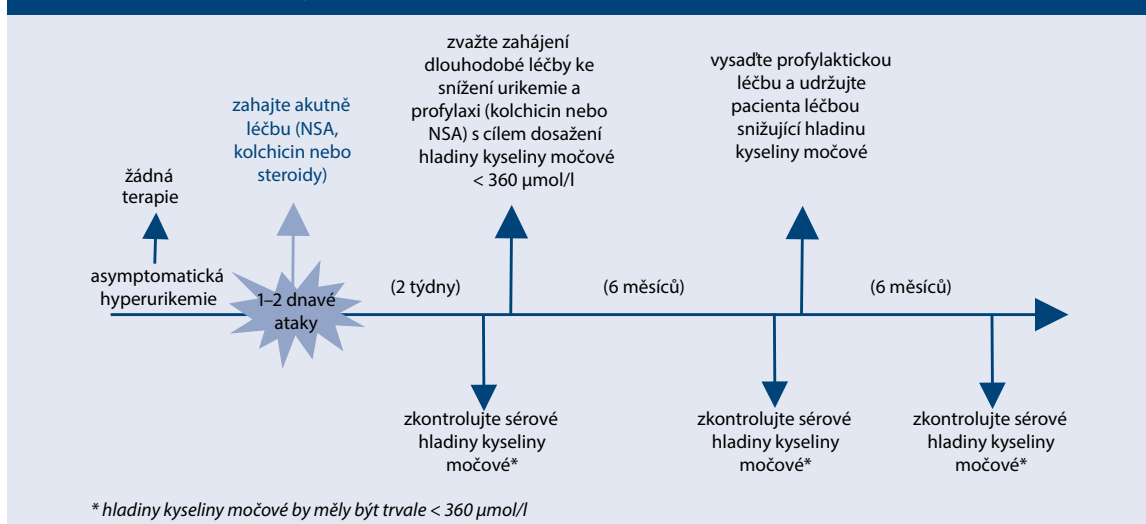 zvažte zahájení
dlouhodobé léčby ke
snížení urikemie a
profylaxi (kolchicin nebo
NSA) s cílem dosažení
hladiny kyseliny močové
< 360 µmol/l
vysaďte profylaktickou
léčbu a udržujte
pacienta léčbou
snižující hladinu
kyseliny močové
zahajte akutně
léčbu (NSA,
kolchicin nebo
steroidy)
žádná
terapie
asymptomatická
hyperurikemie
1–2 dnavé
ataky
(2 týdny)
(6 měsíců)
(6 měsíců)
zkontrolujte sérové
hladiny kyseliny
močové*
zkontrolujte sérové
hladiny kyseliny
močové*
zkontrolujte sérové
hladiny kyseliny
močové*
* hladiny kyseliny močové by měly být trvale < 360 µmol/l